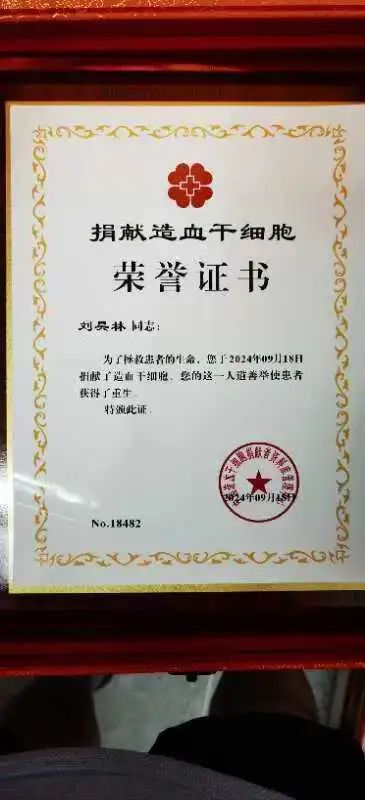 捐献造血干细胞
荣誉证书
刘昊林 同志:
为了拯救患者的生命，您于2024年09月18日
捐献了造血干细胞，您的这一人道善举使患者
获得了重生。
特颁此证。
2024年09月18日
No.18482